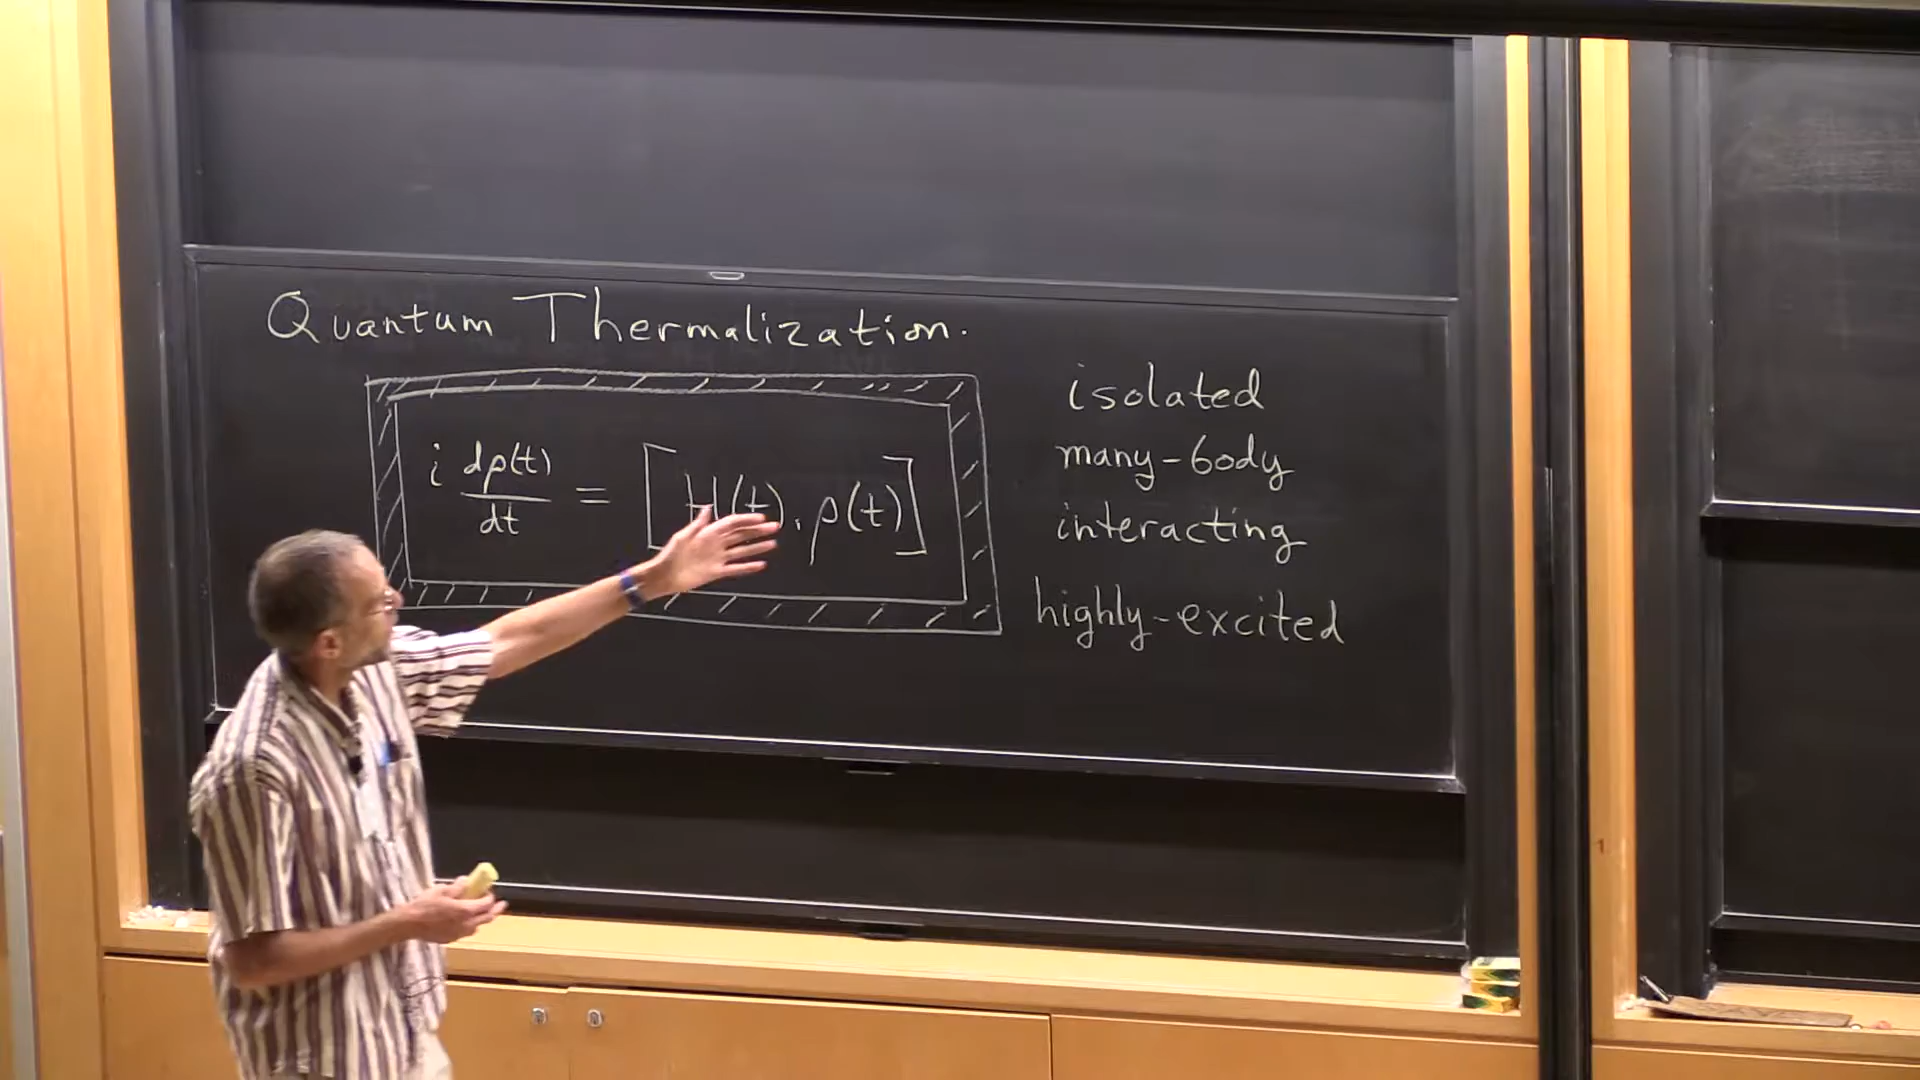 Quantum Thermalization.
i dρ(t)/dt = [H(t), ρ(t)]
isolated
many-body
interacting
highly-excited